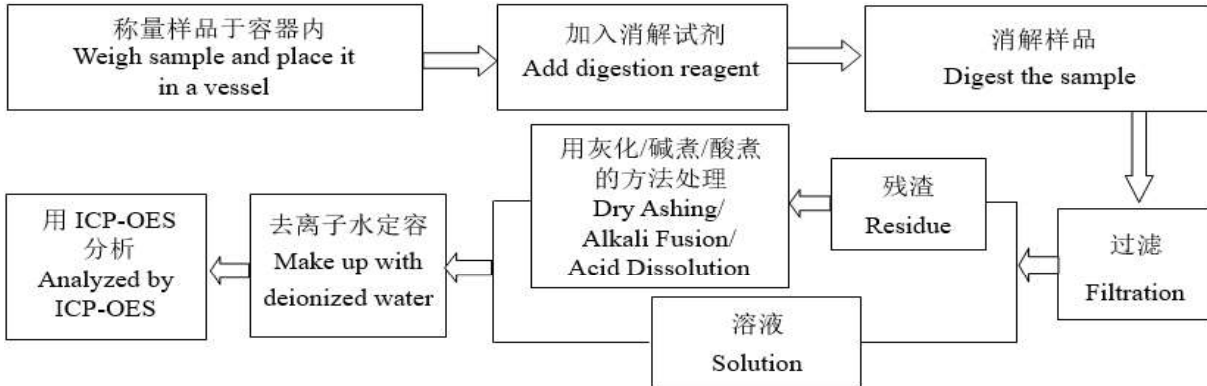 称量样品于容器内
Weigh sample and place it
in a vessel
加入消解试剂
Add digestion reagent
消解样品
Digest the sample
过滤
Filtration
残渣
Residue
溶液
Solution
用灰化/碱煮/酸煮
的方法处理
Dry Ashing/
Alkali Fusion/
Acid Dissolution
去离子水定容
Make up with
deionized water
用 ICP-OES
分析
Analyzed by
ICP-OES